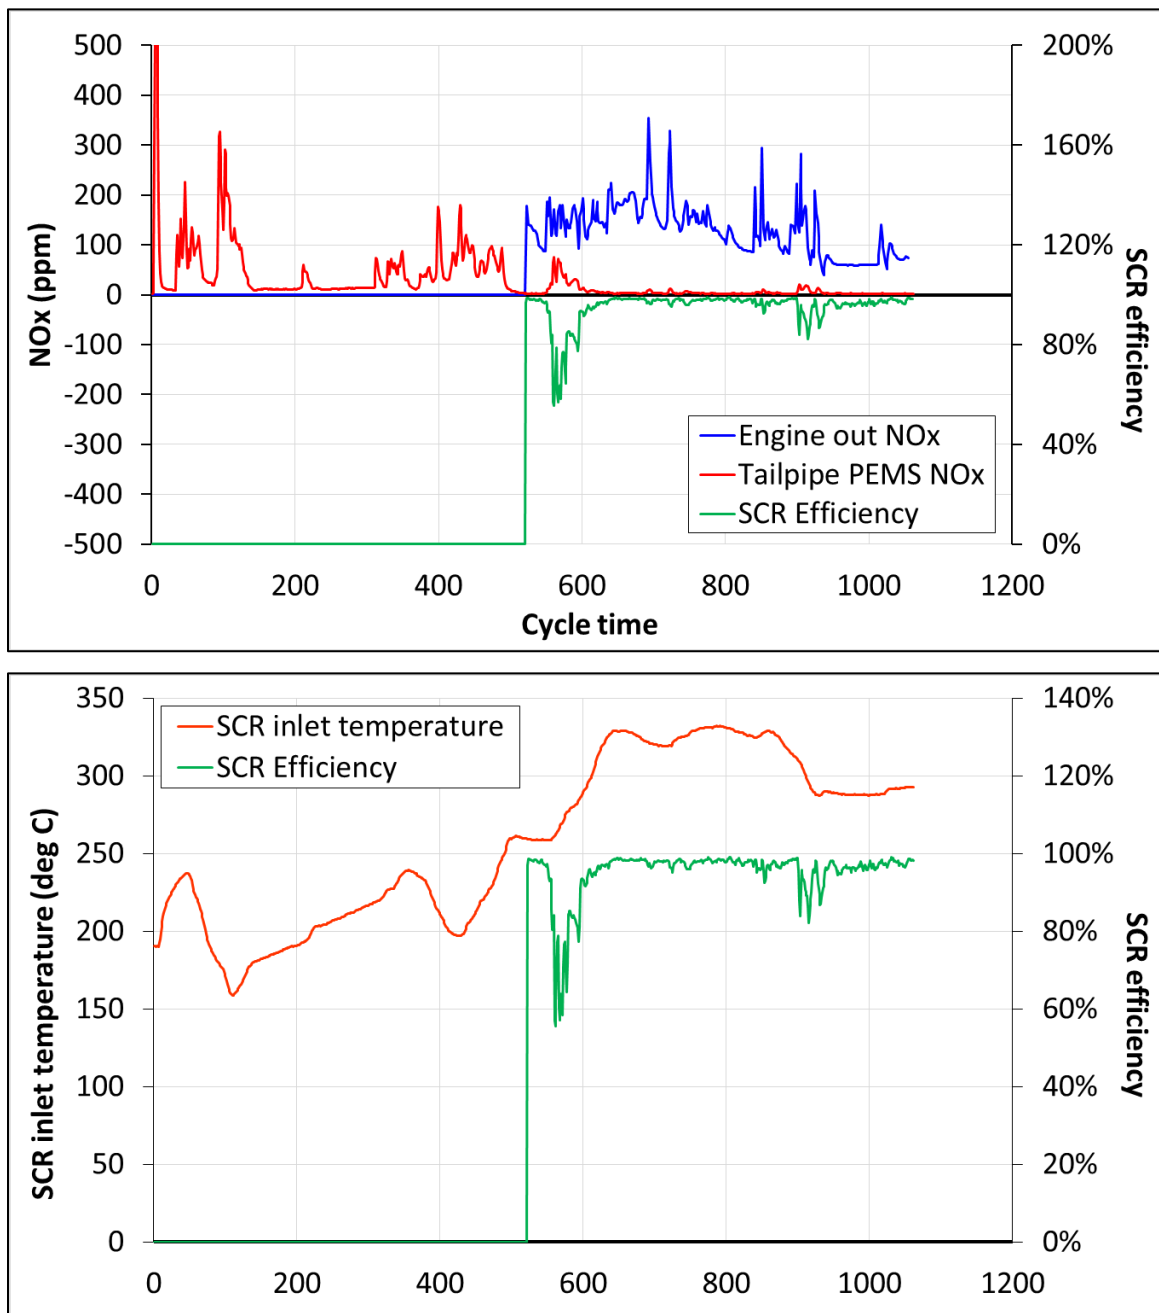 500
400
300
200
100
0
-100
-200
-300
-400
-500
NOx (ppm)
200%
160%
120%
80%
40%
0%
SCR efficiency
Engine out NOx
Tailpipe PEMS NOx
SCR Efficiency
0 200 400 600 800 1000 1200
Cycle time
350
300
250
200
150
100
50
0
SCR inlet temperature (deg C)
140%
120%
100%
80%
60%
40%
20%
0%
SCR efficiency
SCR inlet temperature
SCR Efficiency
0 200 400 600 800 1000 1200